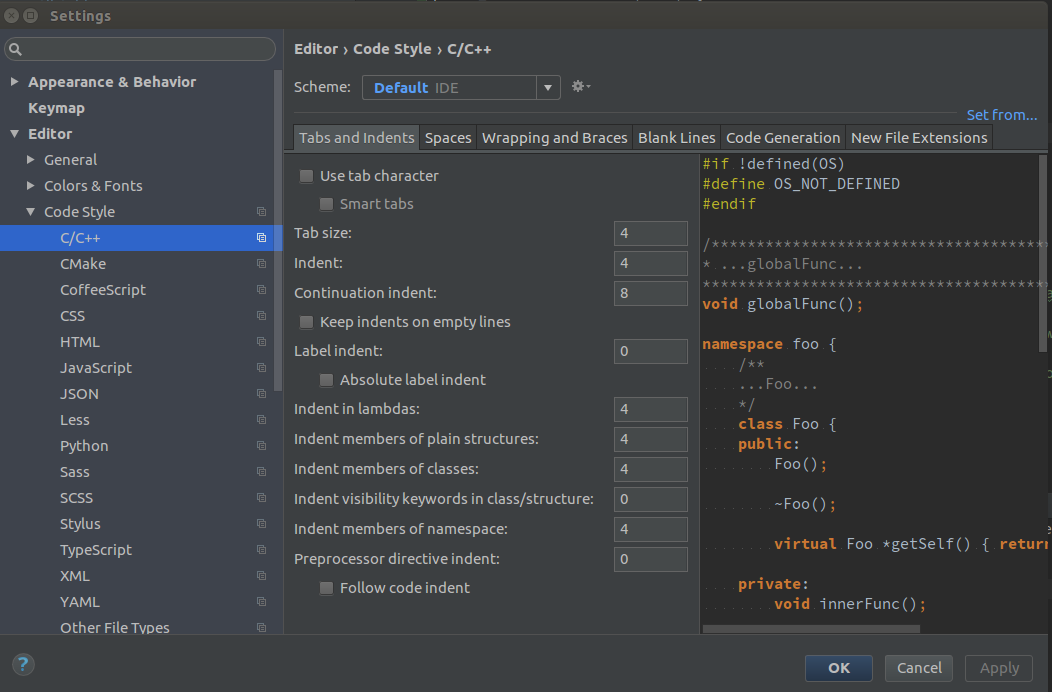 Settings
Editor › Code Style › C/C++
Scheme: Default IDE
Set from...
Appearance & Behavior
Keymap
Editor
General
Colors & Fonts
Code Style
C/C++
CMake
CoffeeScript
CSS
HTML
JavaScript
JSON
Less
Python
Sass
SCSS
Stylus
TypeScript
XML
YAML
Other File Types
Tabs and Indents Spaces Wrapping and Braces Blank Lines Code Generation New File Extensions
Use tab character
Smart tabs
Tab size: 4
Indent: 4
Continuation indent: 8
Keep indents on empty lines
Label indent: 0
Absolute label indent
Indent in lambdas: 4
Indent members of plain structures: 4
Indent members of classes: 4
Indent visibility keywords in class/structure: 0
Indent members of namespace: 4
Preprocessor directive indent: 0
Follow code indent
#if !defined(OS)
#define OS_NOT_DEFINED
#endif
/*************************************
* ...globalFunc...
**************************************
void globalFunc();
namespace foo {
/**
...Foo...
*/
class Foo {
public:
Foo();
~Foo();
virtual Foo *getSelf() { return
private:
void innerFunc();
?
OK Cancel Apply